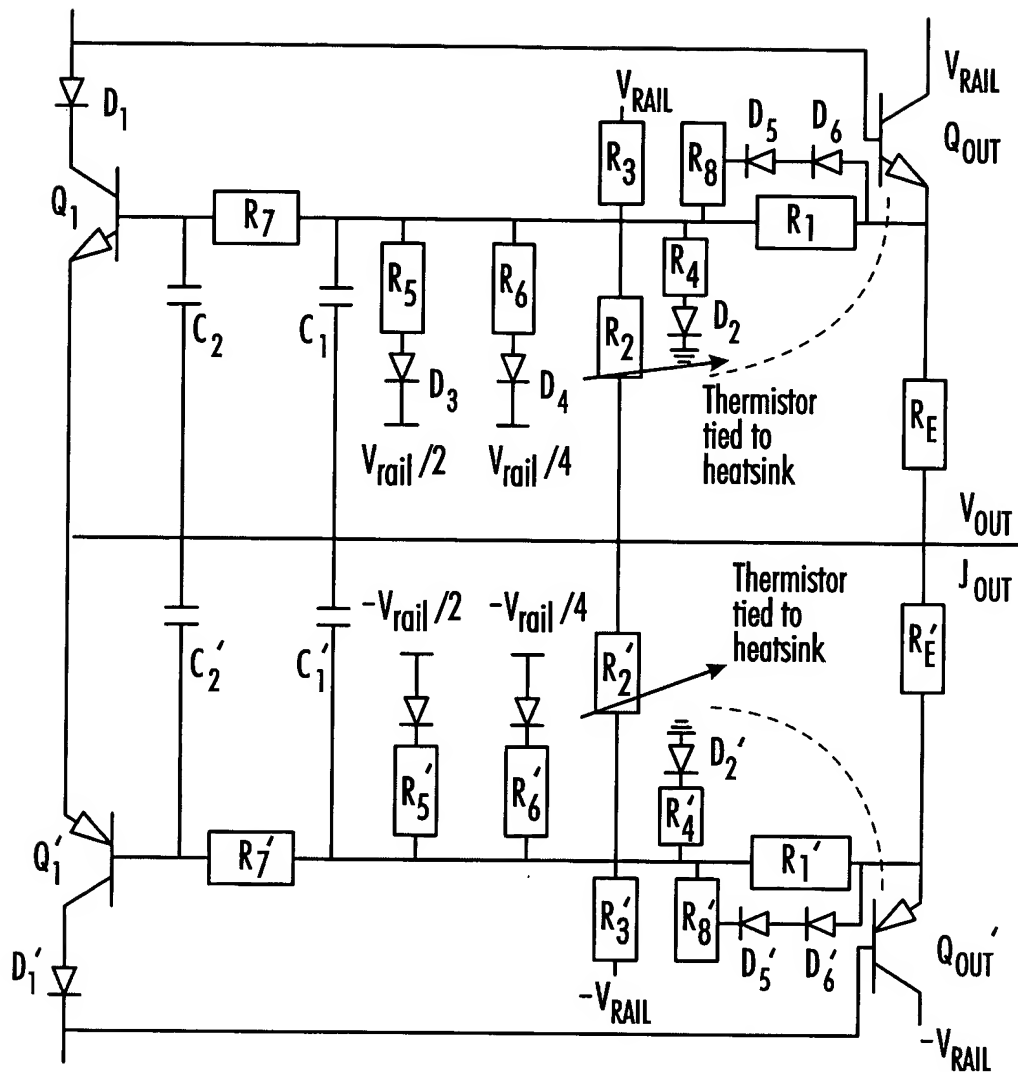 D1
VRAIL
R3
R8
D5
D6
VRAIL
QOUT
Q1
R7
R1
R5
R6
R4
D2
C2
C1
R2
D3
D4
Vrail/2
Vrail/4
Thermistor
tied to
heatsink
RE
VOUT
JOUT
-Vrail/2
-Vrail/4
Thermistor
tied to
heatsink
C2'
C1'
R2'
RE'
D2'
R5'
R6'
R4'
Q1'
R7'
R1'
R3'
R8'
D5'
D6'
QOUT'
D1'
-VRAIL
-VRAIL